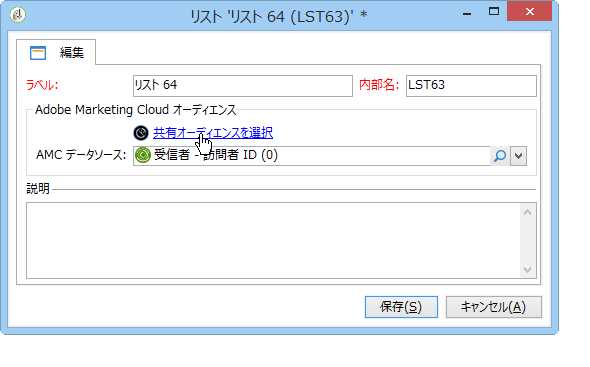 リスト 'リスト 64 (LST63)' *
編集
ラベル: リスト 64 内部名: LST63
Adobe Marketing Cloud オーディエンス
共有オーディエンスを選択
AMC データソース: 受信者 - 訪問者 ID (0)
説明
保存(S) キャンセル(A)